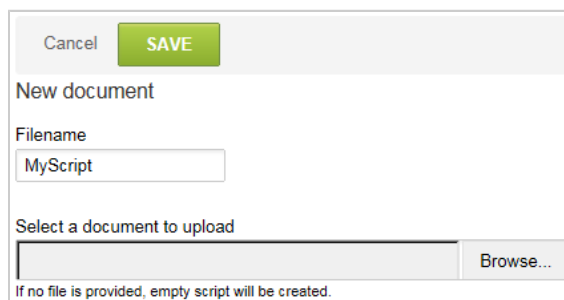 Cancel SAVE
New document
Filename
MyScript
Select a document to upload
Browse...
If no file is provided, empty script will be created.